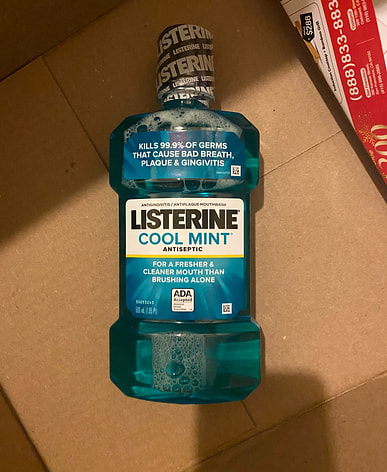 LISTERINE
LISTERINE
KILLS 99.9% OF GERMS
THAT CAUSE BAD BREATH,
PLAQUE & GINGIVITIS
ANTIGINGIVITIS / ANTIPLAQUE MOUTHWASH
LISTERINE®
COOL MINT®
ANTISEPTIC
FOR A FRESHER &
CLEANER MOUTH THAN
BRUSHING ALONE
ADA
Accepted
$288
(888)833-883